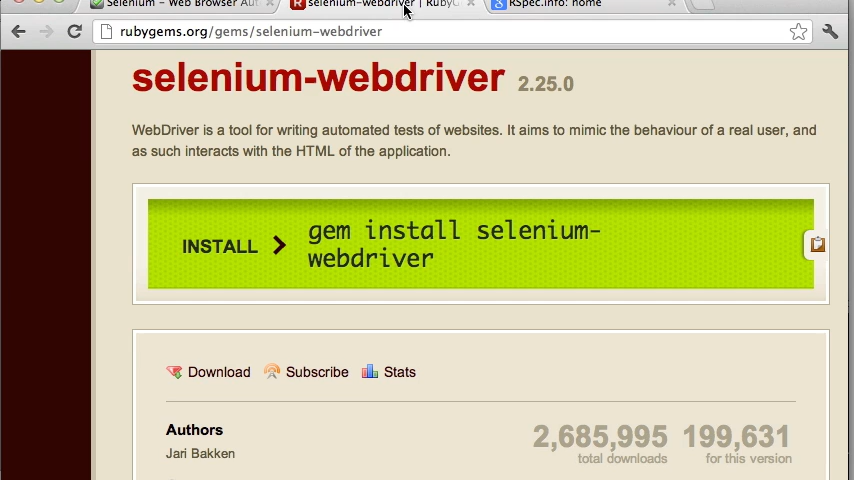 Selenium – Web Browser Aut
selenium-webdriver | RubyG
RSpec.info: home
rubygems.org/gems/selenium-webdriver
selenium-webdriver 2.25.0
WebDriver is a tool for writing automated tests of websites. It aims to mimic the behaviour of a real user, and
as such interacts with the HTML of the application.
INSTALL
gem install selenium-
webdriver
Download Subscribe Stats
Authors
Jari Bakken
2,685,995 199,631
total downloads for this version